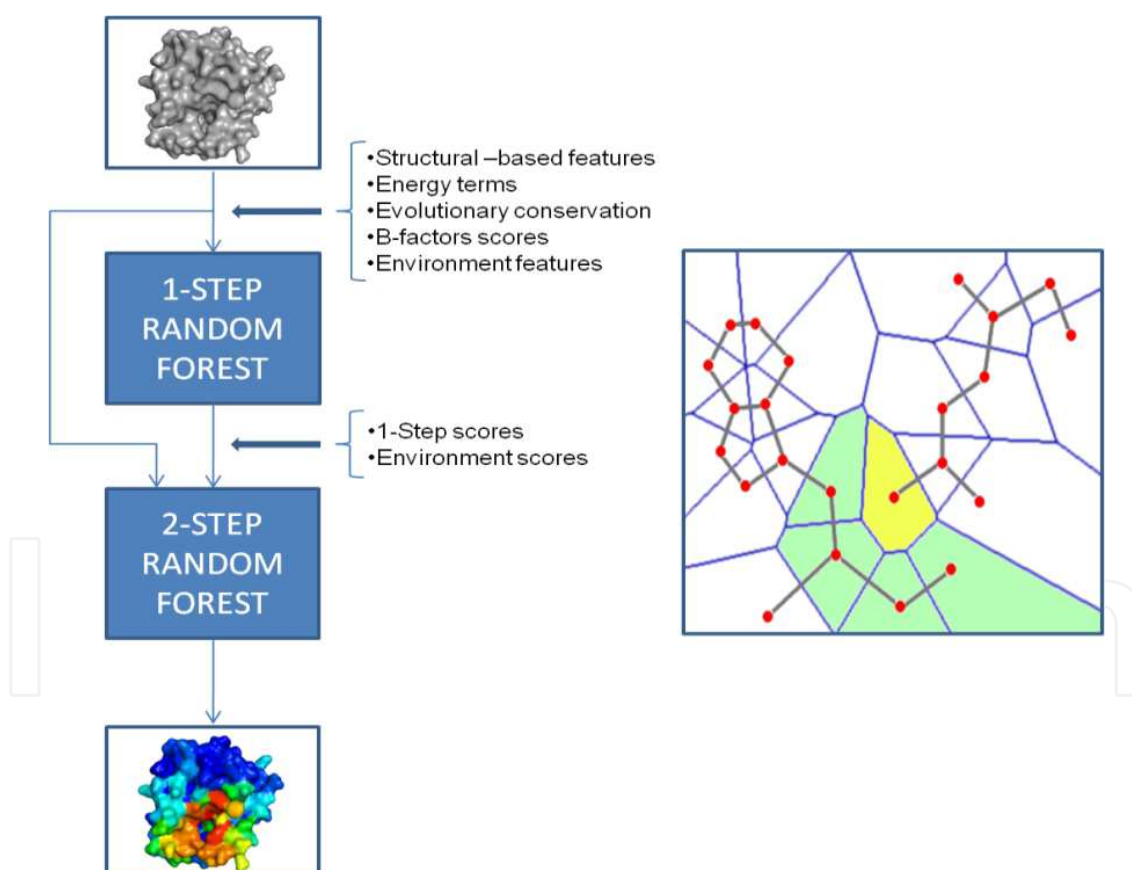 •Structural –based features
•Energy terms
•Evolutionary conservation
•B-factors scores
•Environment features
1-STEP
RANDOM
FOREST
•1-Step scores
•Environment scores
2-STEP
RANDOM
FOREST